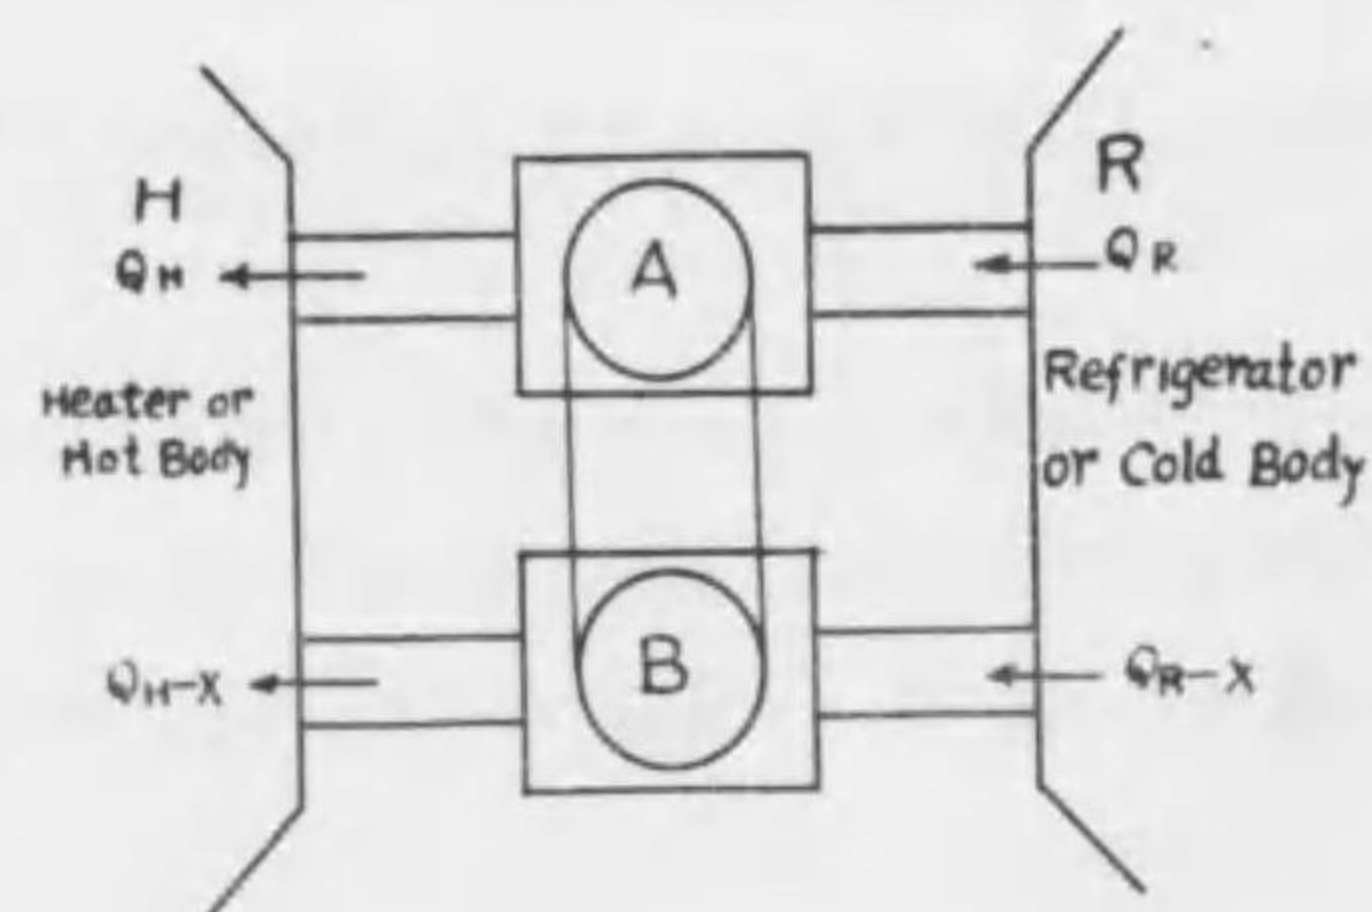 H
R
A
QH
QR
Heater or
Hot Body
Refrigerator
or Cold Body
B
QH-X
QR-X